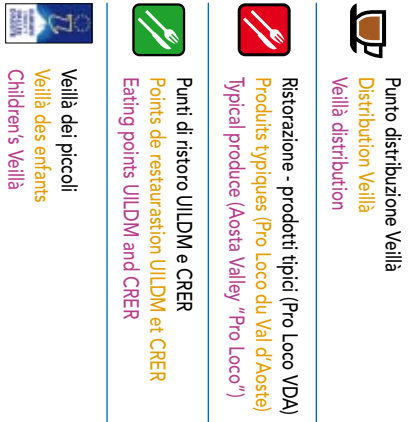 Punto distribuzione Veillà
Distribution Veillà
Veillà distribution
Ristorazione - prodotti tipici (Pro Loco VDA)
Produits typiques (Pro Loco du Val d'Aoste)
Typical produce (Aosta Valley "Pro Loco")
Punti di ristoro UILDM e CRER
Points de restaurastion UILDM et CRER
Eating points UILDM and CRER
Veillà dei piccoli
Veillà des enfants
Children's Veillà